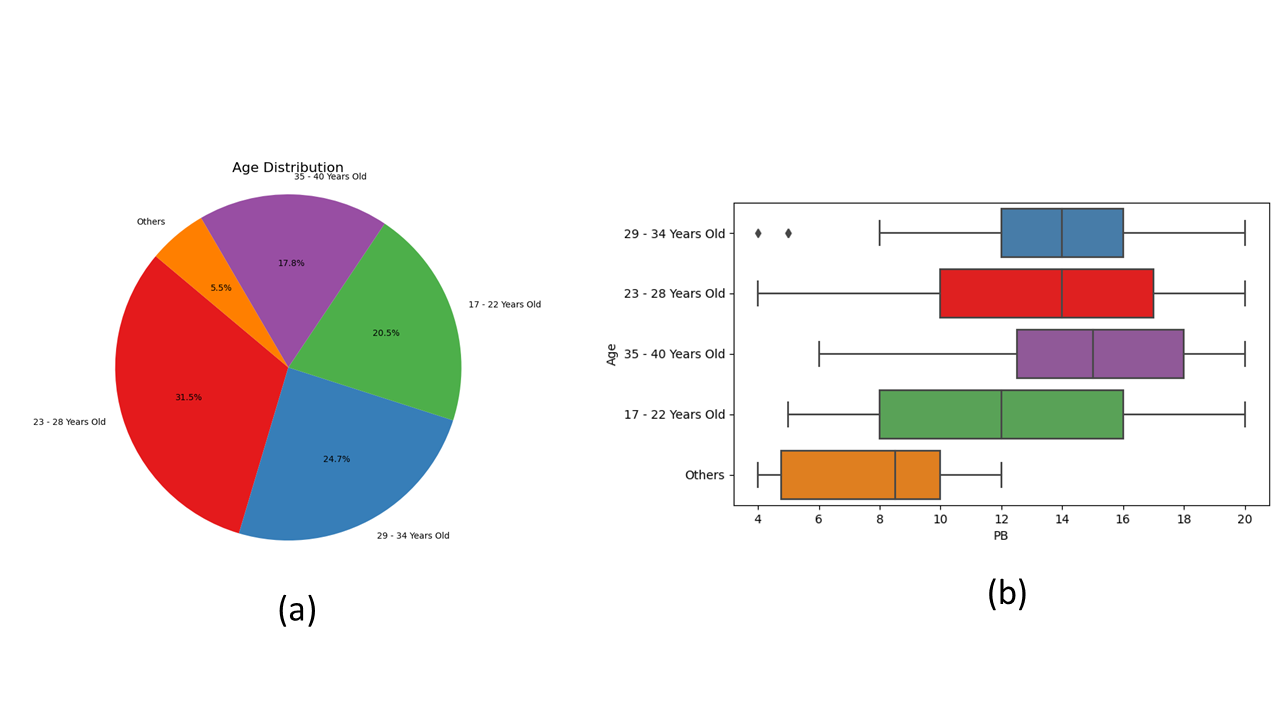 Age Distribution
35 - 40 Years Old
Others
17.8%
5.5%
17 - 22 Years Old
20.5%
31.5%
23 - 28 Years Old
24.7%
29 - 34 Years Old
(a)
29 - 34 Years Old
23 - 28 Years Old
35 - 40 Years Old
17 - 22 Years Old
Others
Age
4 6 8 10 12 14 16 18 20
PB
(b)